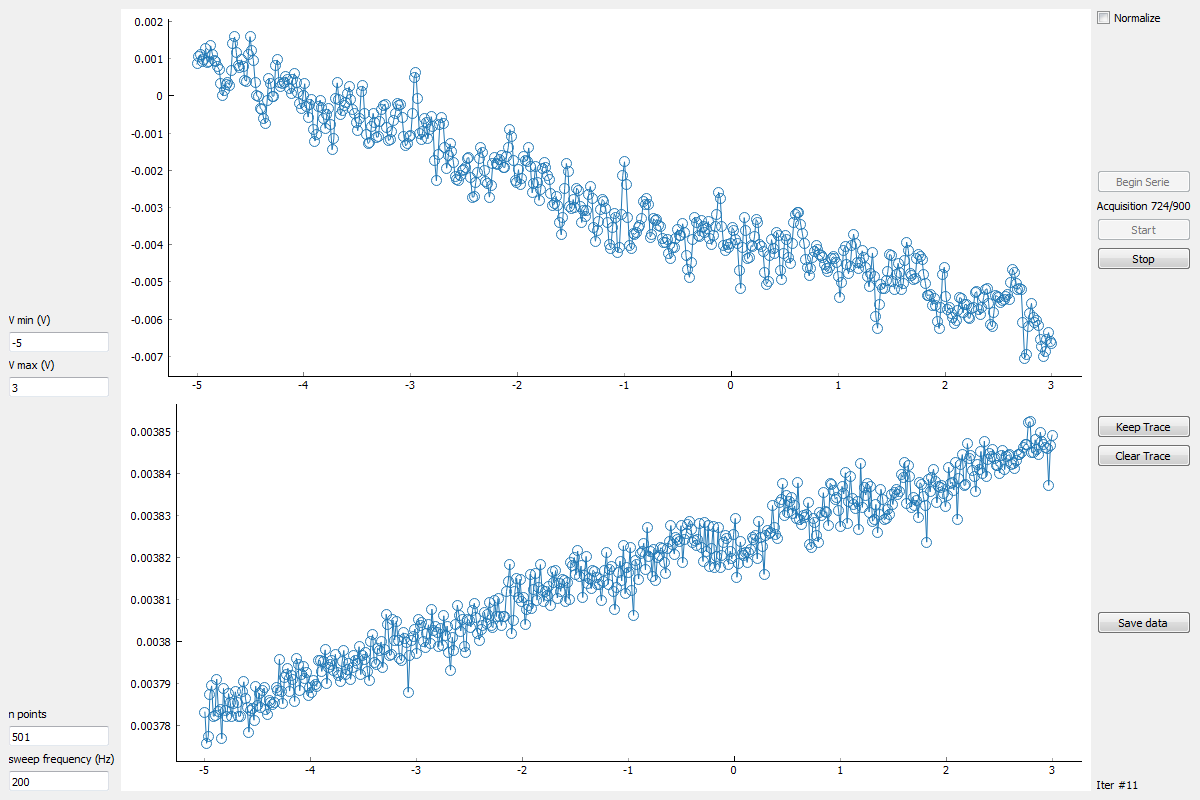 Normalize
Begin Serie
Acquisition 724/900
Start
Stop
V min (V)
-5
V max (V)
3
0.002
0.001
0
-0.001
-0.002
-0.003
-0.004
-0.005
-0.006
-0.007
-5 -4 -3 -2 -1 0 1 2 3
Keep Trace
Clear Trace
Save data
0.00385
0.00384
0.00383
0.00382
0.00381
0.0038
0.00379
0.00378
-5 -4 -3 -2 -1 0 1 2 3
n points
501
sweep frequency (Hz)
200
Iter #11